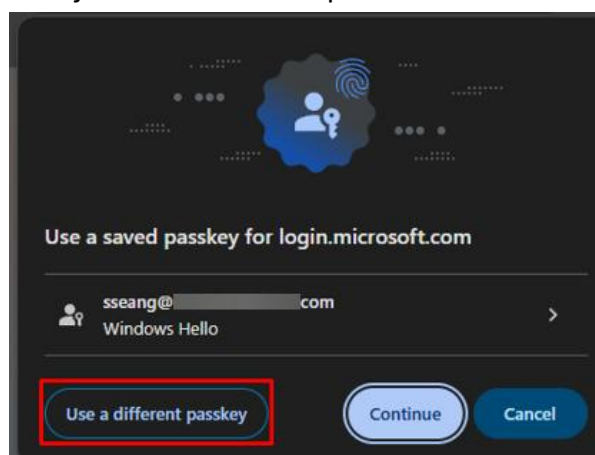 Use a saved passkey for login.microsoft.com
sseang@ com
Windows Hello
Use a different passkey
Continue
Cancel